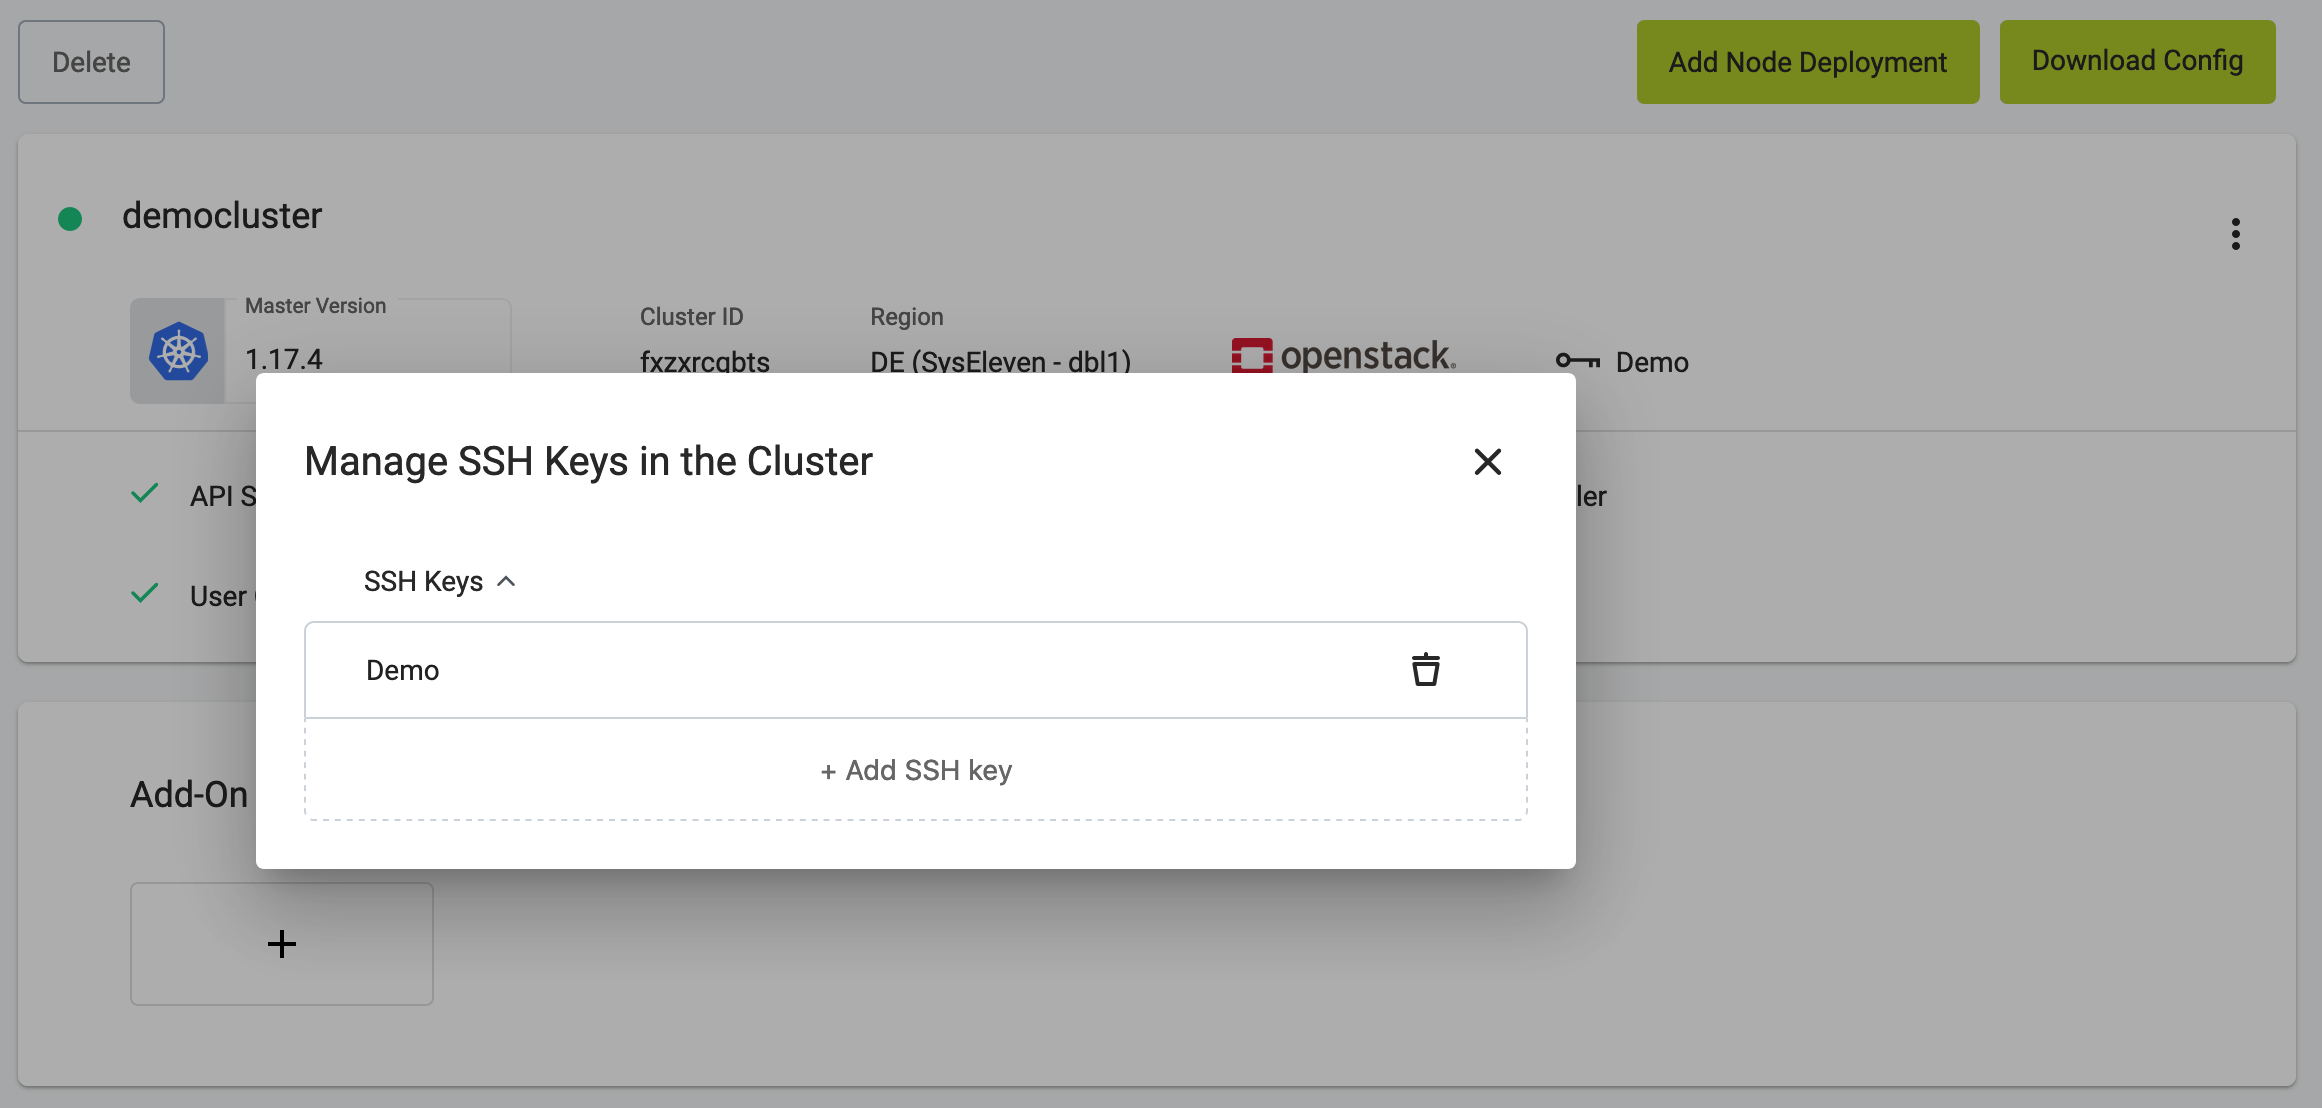 Delete
Add Node Deployment
Download Config
democluster
Master Version
1.17.4
Cluster ID
fxzxrcqbts
Region
DE (SysEleven - dbl1)
openstack.
Demo
Manage SSH Keys in the Cluster
API
User
SSH Keys
Demo
+ Add SSH key
Add-On